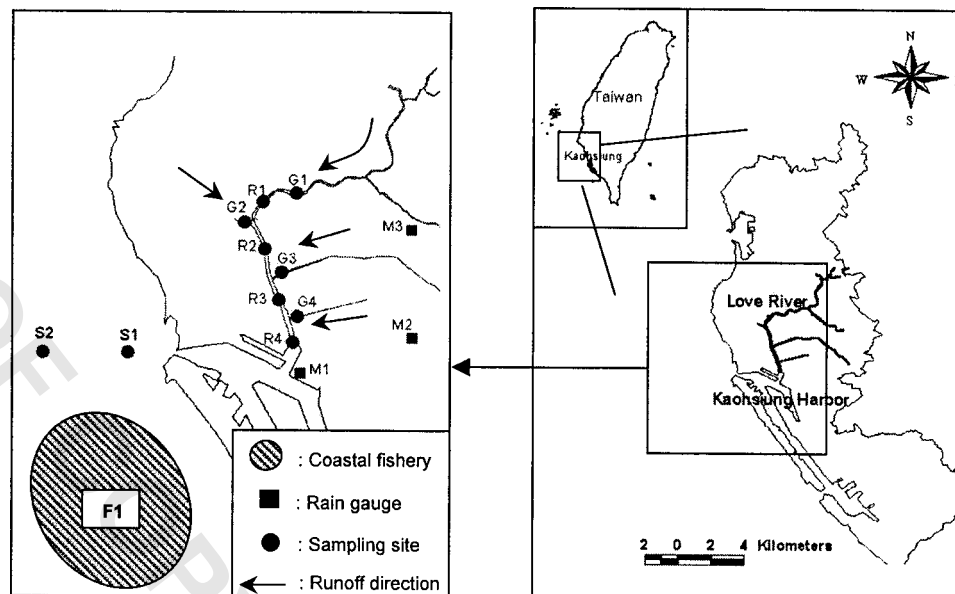 G1
R1
G2
M3
R2
G3
R3
G4
M2
R4
S2
S1
M1
F1
: Coastal fishery
: Rain gauge
: Sampling site
: Runoff direction
Taiwan
Kaohsiung
N
W
E
S
Love River
Kaohsiung Harbor
2 0 2 4 Kilometers